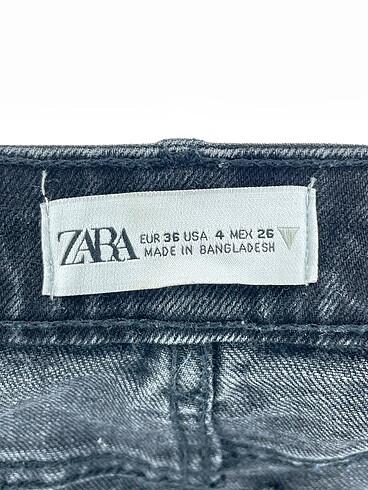 ZARA
EUR 36 USA 4 MEX 26
MADE IN BANGLADESH